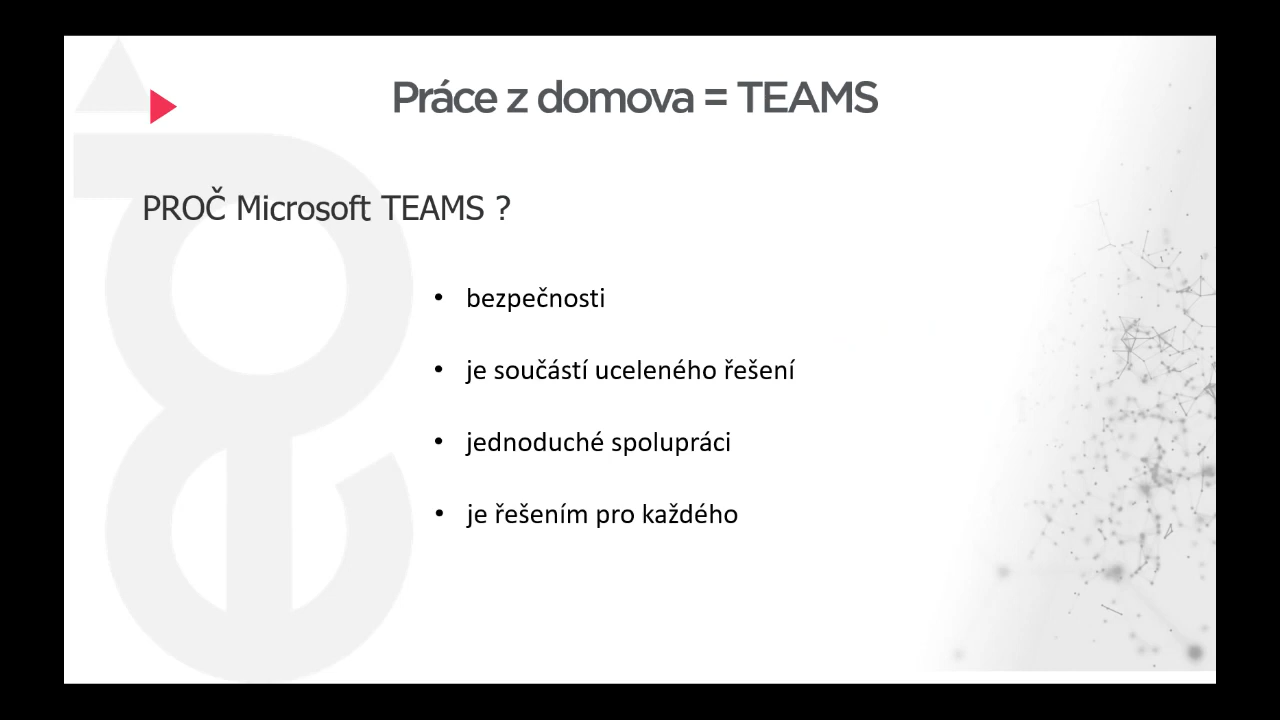 Práce z domova = TEAMS
PROČ Microsoft TEAMS ?
• bezpečnosti
• je součástí uceleného řešení
• jednoduché spolupráci
• je řešením pro každého